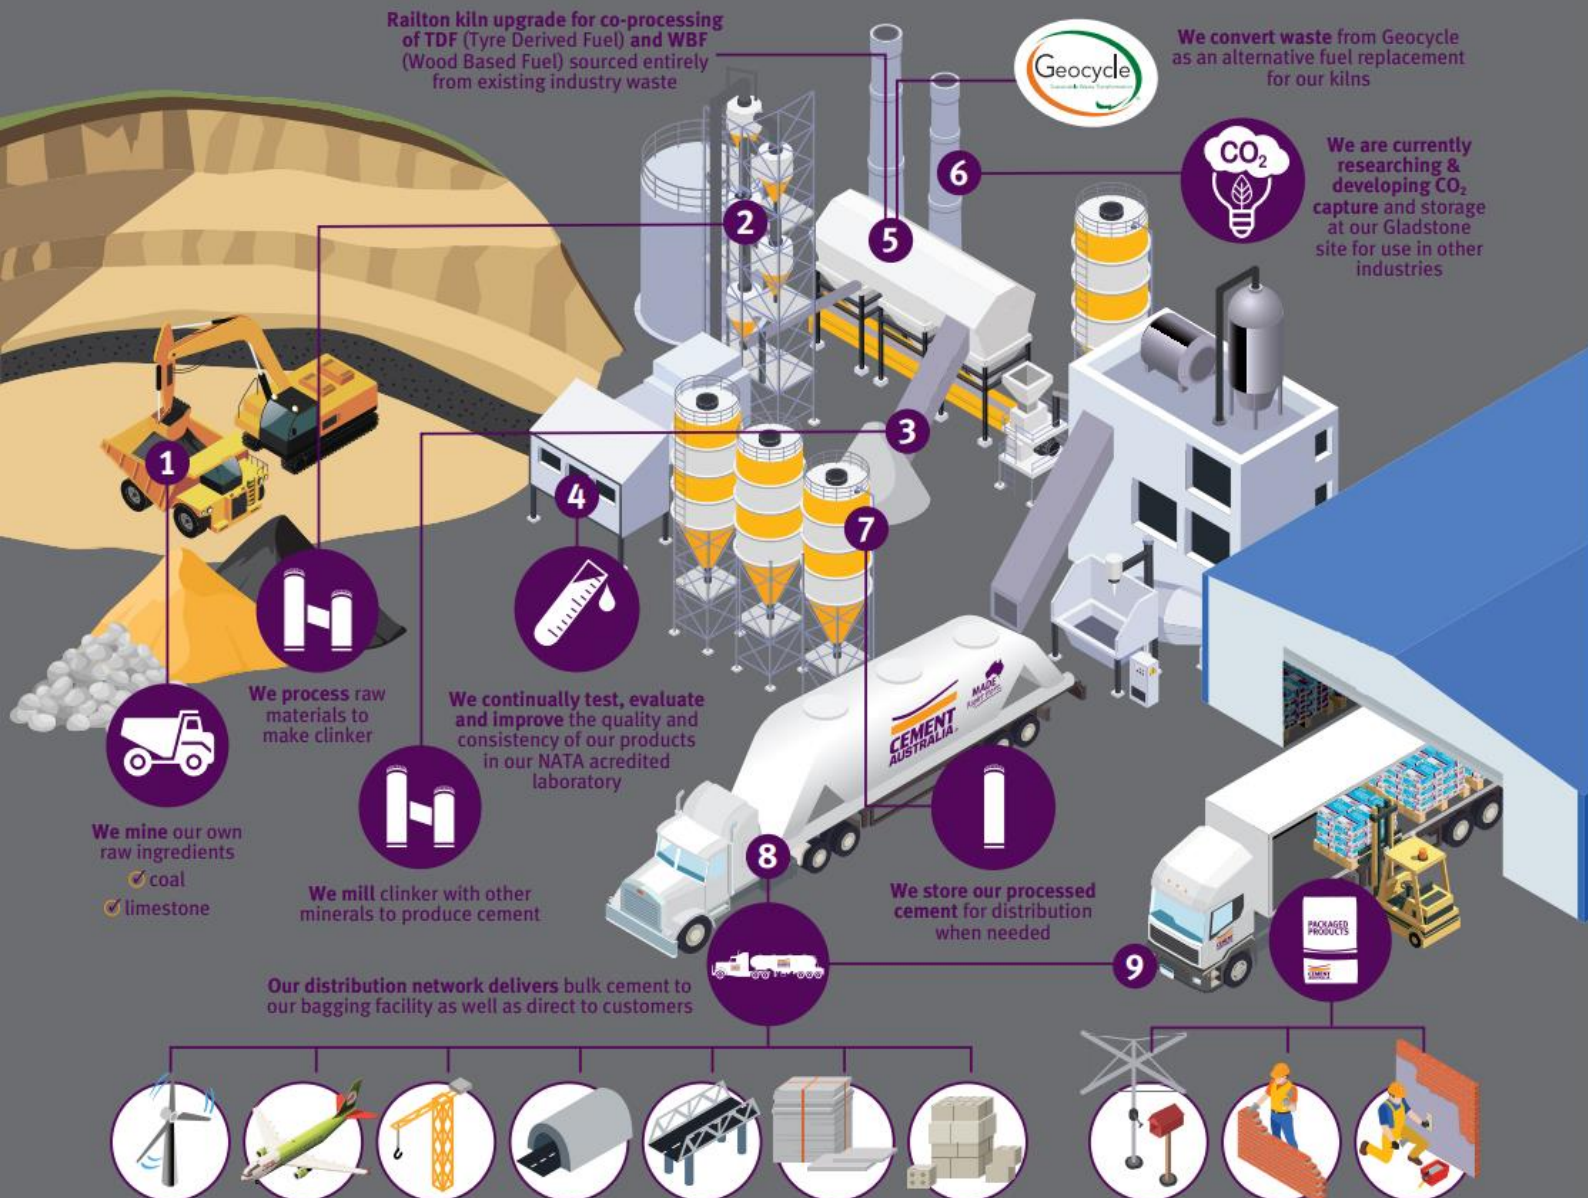 Railton kiln upgrade for co-processing
of TDF (Tyre Derived Fuel) and WBF
(Wood Based Fuel) sourced entirely
from existing industry waste
Geocycle
We convert waste from Geocycle
as an alternative fuel replacement
for our kilns
CO₂
We are currently
researching &
developing CO₂
capture and storage
at our Gladstone
site for use in other
industries
6
2
5
3
1
4
7
We process raw
materials to
make clinker
We continually test, evaluate
and improve the quality and
consistency of our products
in our NATA acredited
laboratory
MADE
CEMENT
AUSTRALIA
We mine our own
raw ingredients
coal
limestone
We mill clinker with other
minerals to produce cement
8
We store our processed
cement for distribution
when needed
PACKAGED
PRODUCTS
CEMENT
AUSTRALIA
9
Our distribution network delivers bulk cement to
our bagging facility as well as direct to customers